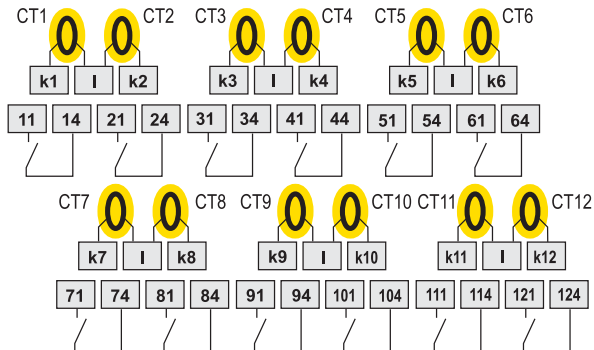 CT1 CT2 CT3 CT4 CT5 CT6
k1 I k2 k3 I k4 k5 I k6
11 14 21 24 31 34 41 44 51 54 61 64
CT7 CT8 CT9 CT10 CT11 CT12
k7 I k8 k9 I k10 k11 I k12
71 74 81 84 91 94 101 104 111 114 121 124